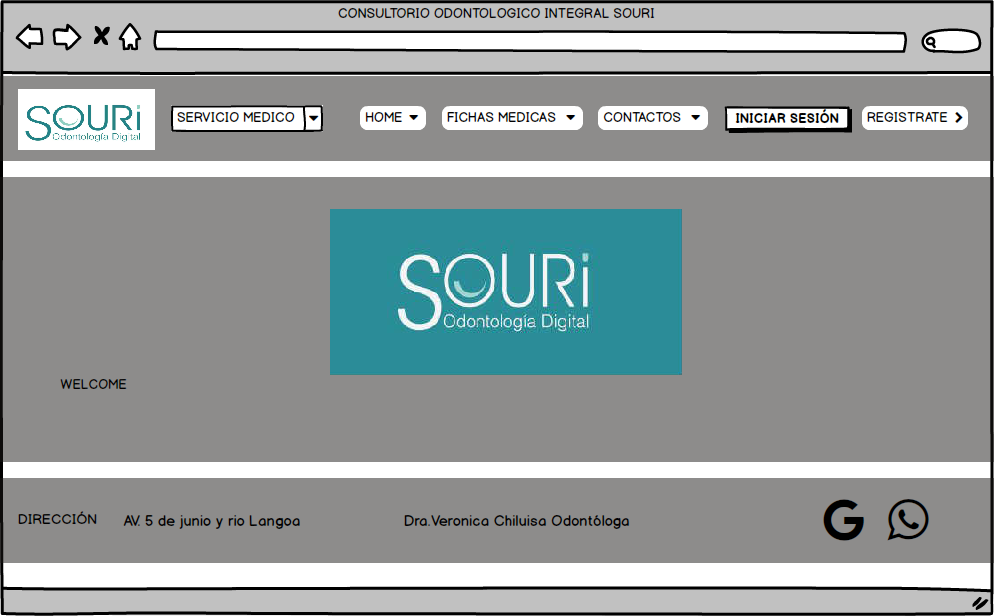 CONSULTORIO ODONTOLOGICO INTEGRAL SOURI
SOURi
Odontología Digital
SERVICIO MEDICO
HOME
FICHAS MEDICAS
CONTACTOS
INICIAR SESIÓN
REGISTRATE
SOURi
Odontología Digital
WELCOME
DIRECCIÓN
AV. 5 de junio y rio Langoa
Dra.Veronica Chiluisa Odontóloga
G